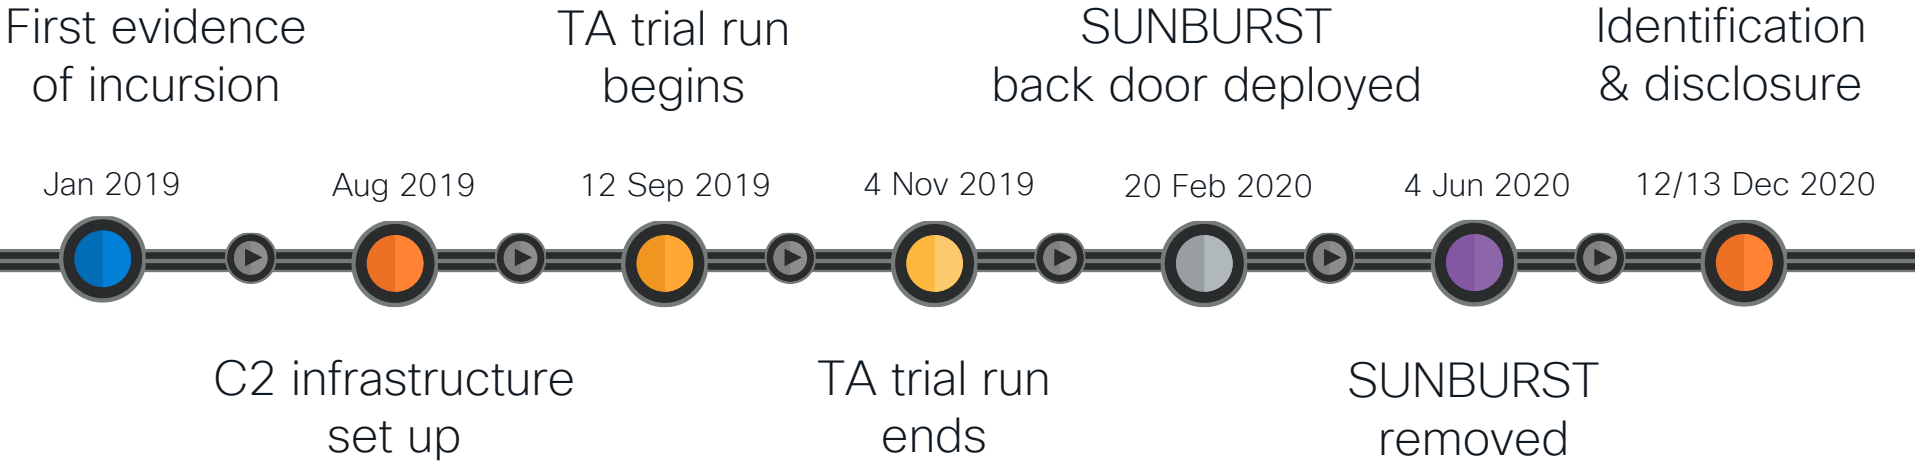 First evidence
of incursion
TA trial run
begins
SUNBURST
back door deployed
Identification
& disclosure
Jan 2019
Aug 2019
12 Sep 2019
4 Nov 2019
20 Feb 2020
4 Jun 2020
12/13 Dec 2020
C2 infrastructure
set up
TA trial run
ends
SUNBURST
removed